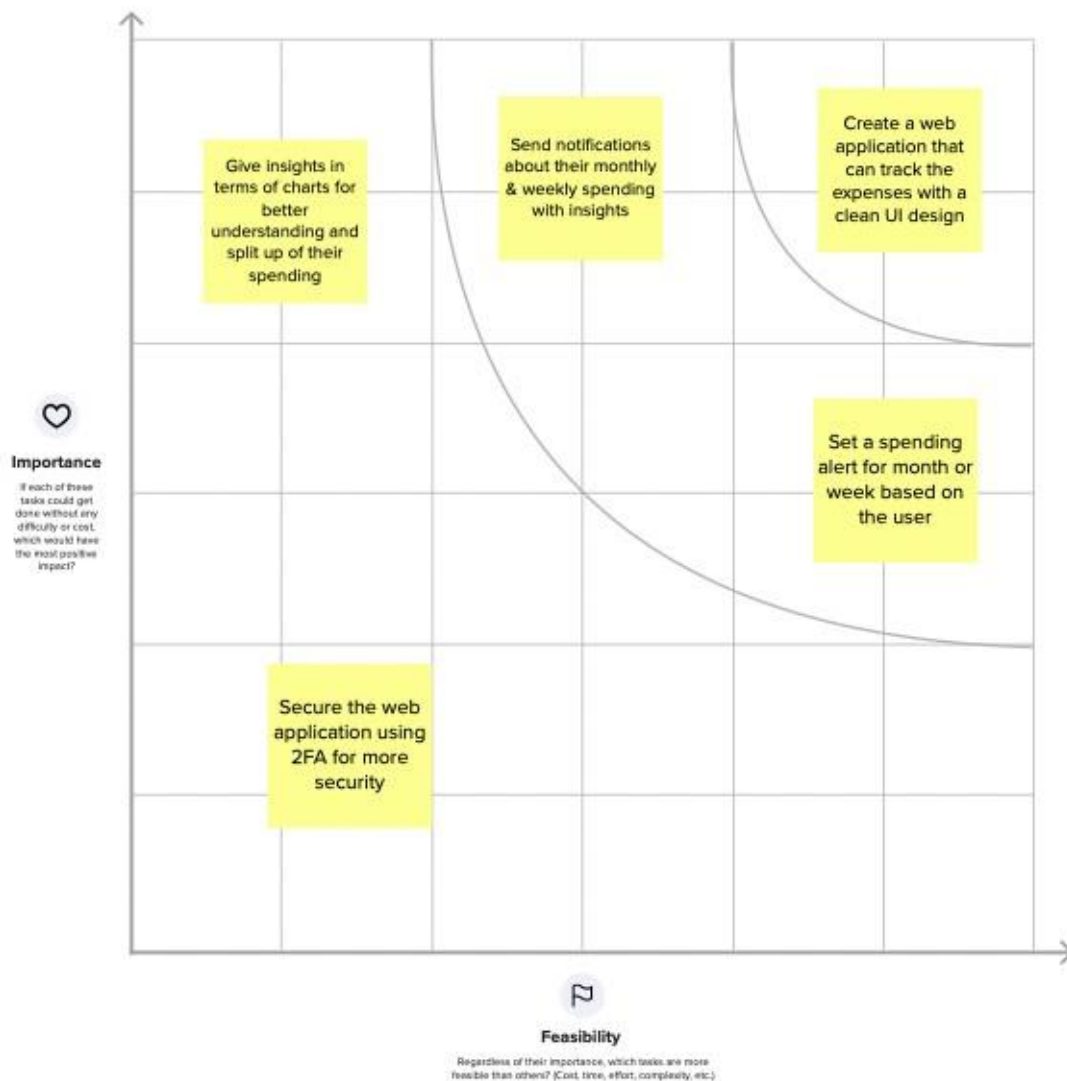 Create a web
application that
can track the
expenses with a
clean UI design
Send notifications
about their monthly
& weekly spending
with insights
Give insights in
terms of charts for
better
understanding and
split up of their
spending
Importance
If each of these
tasks could get
done without any
difficulty or cost,
which would have
the most positive
impact?
Set a spending
alert for month or
week based on
the user
Secure the web
application using
2FA for more
security
Feasibility
Regardless of their importance, which tasks are more
feasible than others? (Cost, time, effort, complexity, etc.)